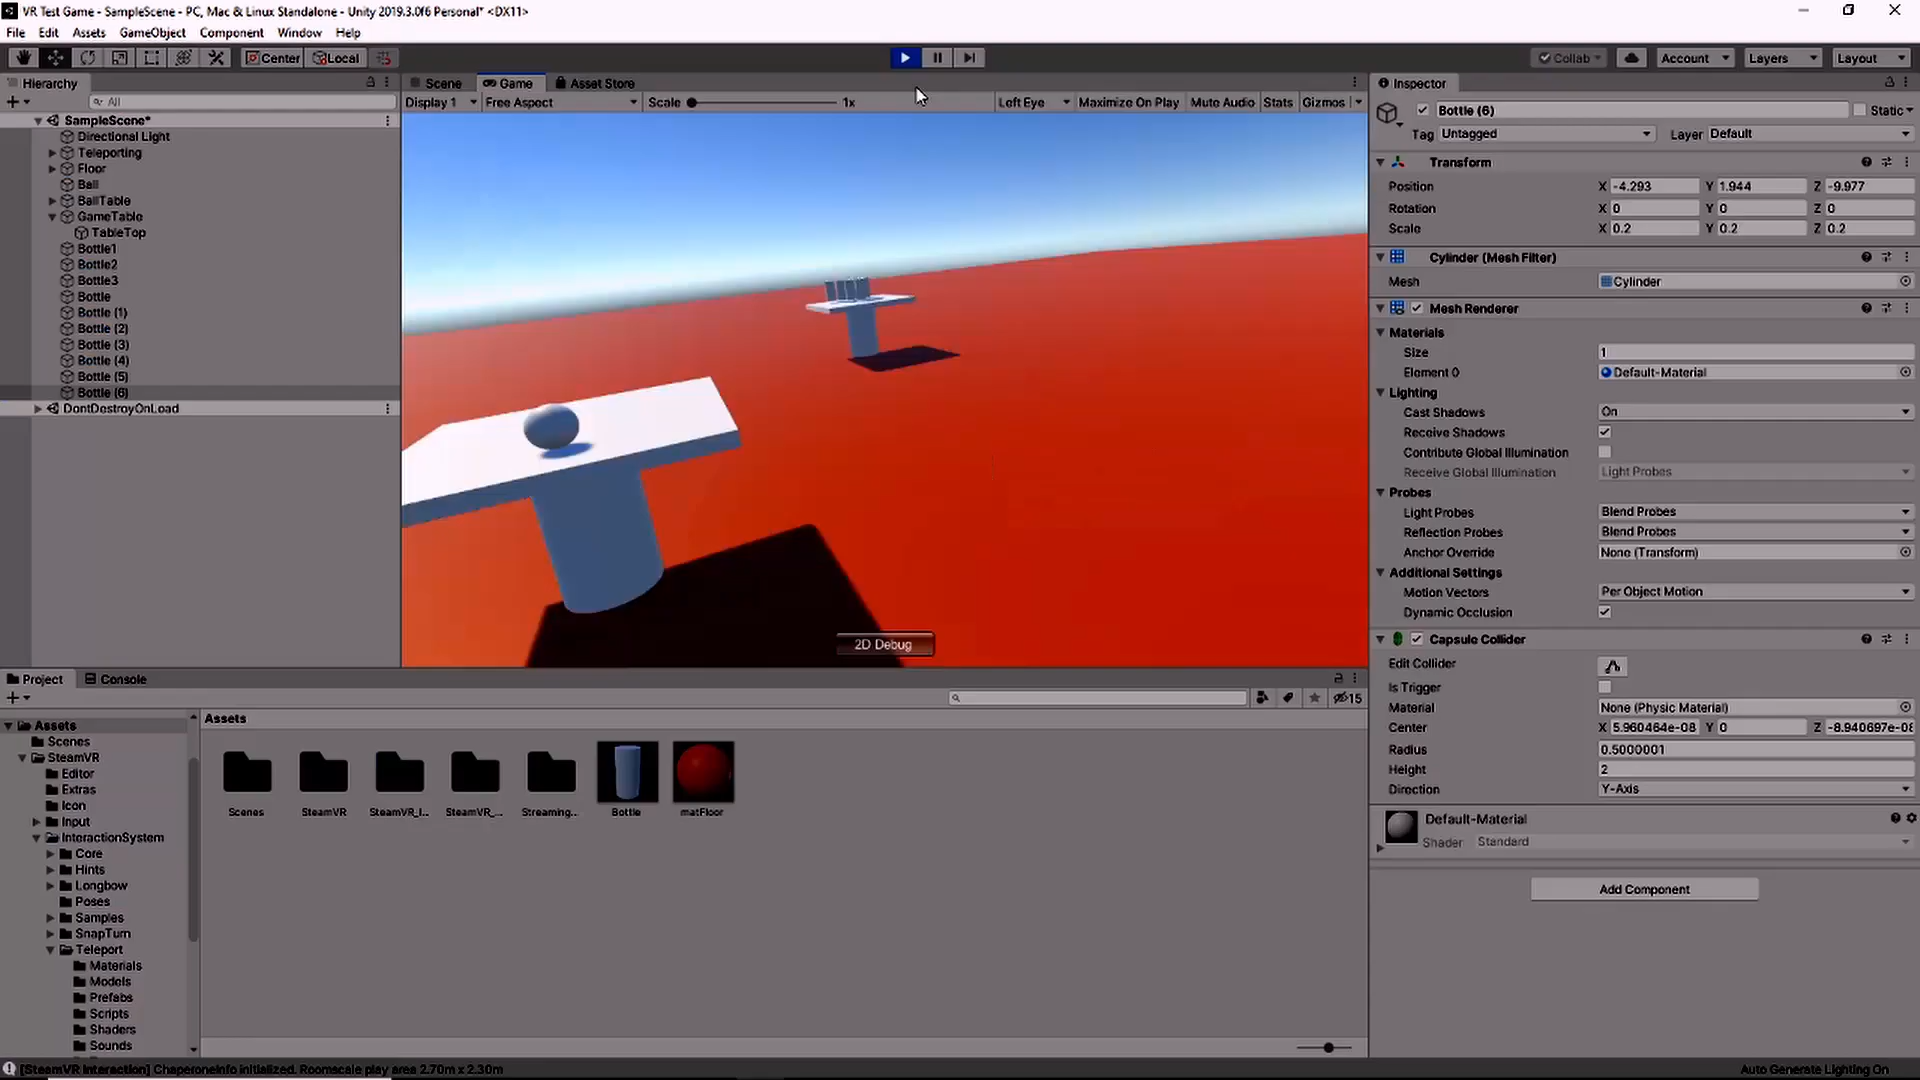 VR Test Game - SampleScene - PC, Mac & Linux Standalone - Unity 2019.3.0f6 Personal* <DX11>
File Edit Assets GameObject Component Window Help
Center Local Collab Account Layers Layout
Hierarchy
All
SampleScene*
Directional Light
Teleporting
Floor
Ball
BallTable
GameTable
TableTop
Bottle1
Bottle2
Bottle3
Bottle
Bottle (1)
Bottle (2)
Bottle (3)
Bottle (4)
Bottle (5)
Bottle (6)
DontDestroyOnLoad
Scene Game Asset Store
Display 1 Free Aspect Scale 1x Left Eye Maximize On Play Mute Audio Stats Gizmos
2D Debug
Inspector
Bottle (6) Static
Tag Untagged Layer Default
Transform
Position X -4.293 Y 1.944 Z -9.977
Rotation X 0 Y 0 Z 0
Scale X 0.2 Y 0.2 Z 0.2
Cylinder (Mesh Filter)
Mesh Cylinder
Mesh Renderer
Materials
Size 1
Element 0 Default-Material
Lighting
Cast Shadows On
Receive Shadows
Contribute Global Illumination
Receive Global Illumination Light Probes
Probes
Light Probes Blend Probes
Reflection Probes Blend Probes
Anchor Override None (Transform)
Additional Settings
Motion Vectors Per Object Motion
Dynamic Occlusion
Capsule Collider
Edit Collider
Is Trigger
Material None (Physic Material)
Center X 5.960464e-08 Y 0 Z -8.940697e-08
Radius 0.5000001
Height 2
Direction Y-Axis
Default-Material
Shader Standard
Add Component
Project Console
15
Assets
Scenes
SteamVR
Editor
Extras
Icon
Input
InteractionSystem
Core
Hints
Longbow
Poses
Samples
SnapTurn
Teleport
Materials
Models
Prefabs
Scripts
Shaders
Sounds
Assets
Scenes SteamVR SteamVR_I... SteamVR_... Streaming... Bottle matFloor
[SteamVR Interaction] ChaperoneInfo initialized. Roomscale play area 2.70m x 2.30m
Auto Generate Lighting On